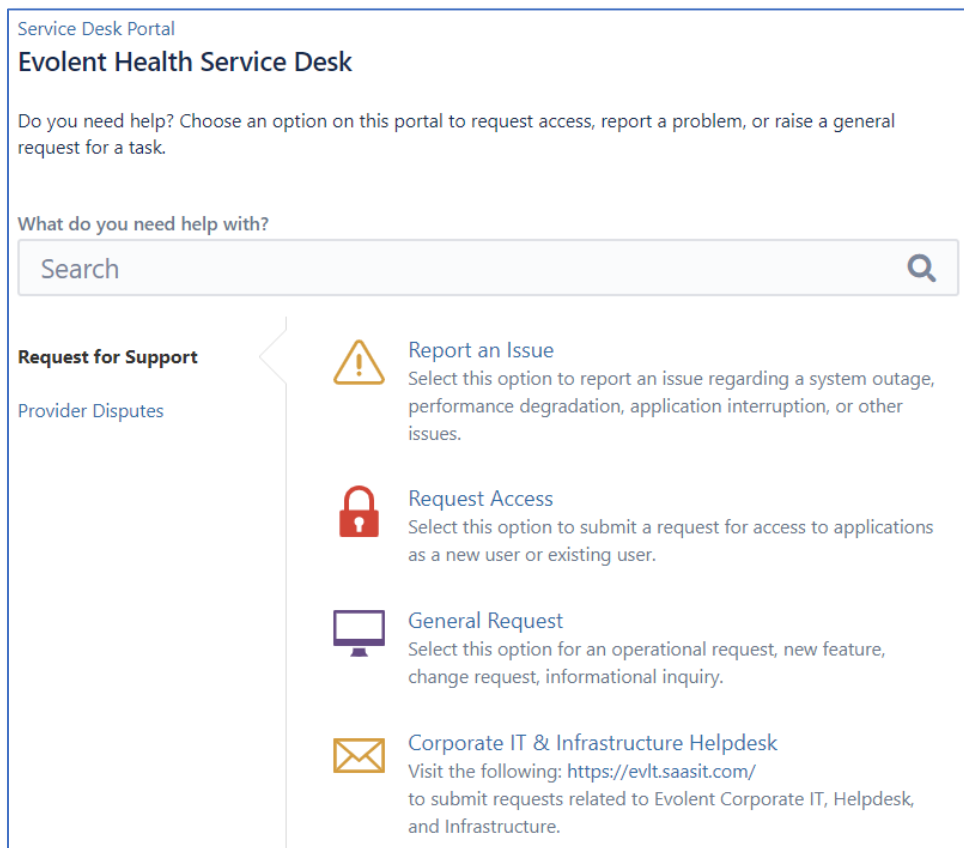 Service Desk Portal
Evolent Health Service Desk
Do you need help? Choose an option on this portal to request access, report a problem, or raise a general
request for a task.
What do you need help with?
Search
Request for Support
Provider Disputes
Report an Issue
Select this option to report an issue regarding a system outage,
performance degradation, application interruption, or other
issues.
Request Access
Select this option to submit a request for access to applications
as a new user or existing user.
General Request
Select this option for an operational request, new feature,
change request, informational inquiry.
Corporate IT & Infrastructure Helpdesk
Visit the following: https://evlt.saasit.com/
to submit requests related to Evolent Corporate IT, Helpdesk,
and Infrastructure.